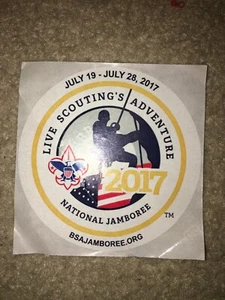 JULY 19 - JULY 28, 2017
LIVE SCOUTING'S ADVENTURE
2017
NATIONAL JAMBOREE
TM
BSAJAMBOREE.ORG